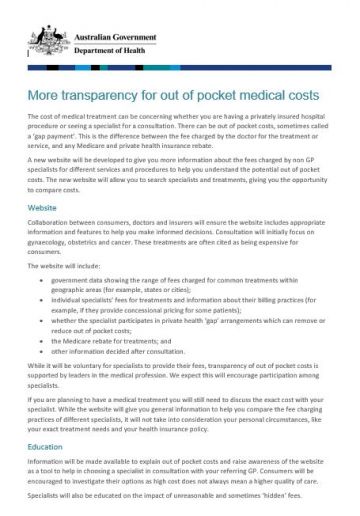 Australian Government
Department of Health
More transparency for out of pocket medical costs
The cost of medical treatment can be concerning whether you are having a privately insured hospital
procedure or seeing a specialist for a consultation. There can be out of pocket costs, sometimes called
a 'gap payment'. This is the difference between the fee charged by the doctor for the treatment or
service, and any Medicare and private health insurance rebate.
A new website will be developed to give you more information about the fees charged by non GP
specialists for different services and procedures to help you understand the potential out of pocket
costs. The new website will allow you to search specialists and treatments, giving you the opportunity
to compare costs.
Website
Collaboration between consumers, doctors and insurers will ensure the website includes appropriate
information and features to help you make informed decisions. Consultation will initially focus on
gynaecology, obstetrics and cancer. These treatments are often cited as being expensive for
consumers.
The website will include:
• government data showing the range of fees charged for common treatments within
geographic areas (for example, states or cities);
• individual specialists' fees for treatments and information about their billing practices (for
example, if they provide concessional pricing for some patients);
• whether the specialist participates in private health 'gap' arrangements which can remove or
reduce out of pocket costs;
• the Medicare rebate for treatments; and
• other information decided after consultation.
While it will be voluntary for specialists to provide their fees, transparency of out of pocket costs is
supported by leaders in the medical profession. We expect this will encourage participation among
specialists.
If you are planning to have a medical treatment you will still need to discuss the exact cost with your
specialist. While the website will give you general information to help you compare the fee charging
practices of different specialists, it will not take into consideration your personal circumstances, like
your exact treatment needs and your health insurance policy.
Education
Information will be made available to explain out of pocket costs and raise awareness of the website
as a tool to help in choosing a specialist in consultation with your referring GP. Consumers will be
encouraged to investigate their options as high cost does not always mean a higher quality of care.
Specialists will also be educated on the impact of unreasonable and sometimes 'hidden' fees.